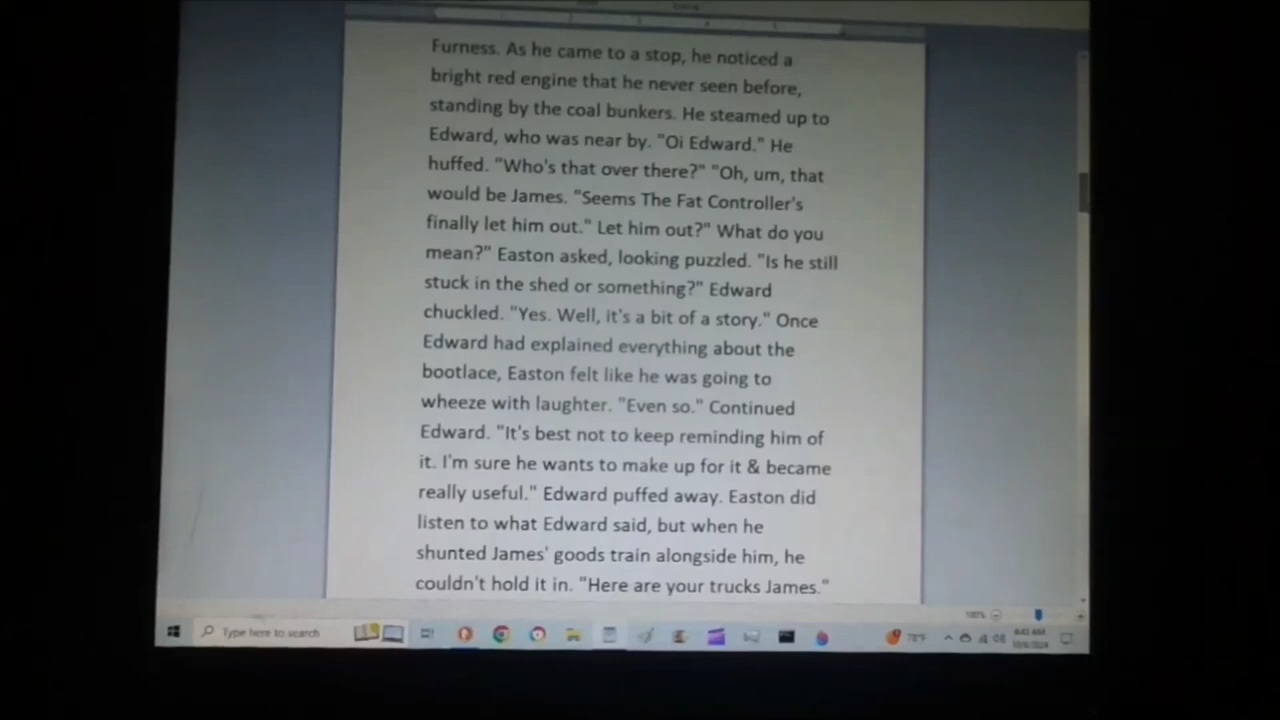 Furness. As he came to a stop, he noticed a
bright red engine that he never seen before,
standing by the coal bunkers. He steamed up to
Edward, who was near by. "Oi Edward." He
huffed. "Who's that over there?" "Oh, um, that
would be James. "Seems The Fat Controller's
finally let him out." Let him out?" What do you
mean?" Easton asked, looking puzzled. "Is he still
stuck in the shed or something?" Edward
chuckled. "Yes. Well, it's a bit of a story." Once
Edward had explained everything about the
bootlace, Easton felt like he was going to
wheeze with laughter. "Even so." Continued
Edward. "It's best not to keep reminding him of
it. I'm sure he wants to make up for it & became
really useful." Edward puffed away. Easton did
listen to what Edward said, but when he
shunted James' goods train alongside him, he
couldn't hold it in. "Here are your trucks James."
100%
Type here to search